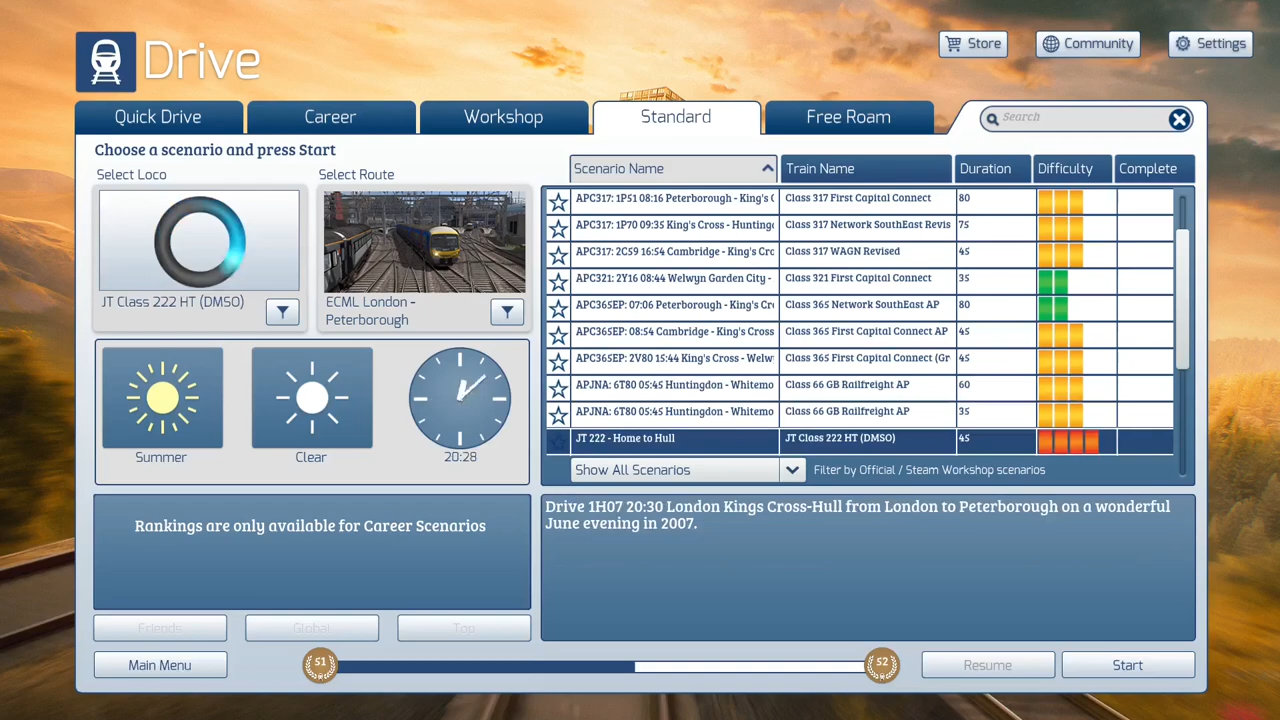 Drive
Store
Community
Settings
Quick Drive
Career
Workshop
Standard
Free Roam
Search
Choose a scenario and press Start
Select Loco
Select Route
JT Class 222 HT (DMSO)
ECML London -
Peterborough
Summer
Clear
20:28
Scenario Name
Train Name
Duration
Difficulty
Complete
APC317: 1P51 08:16 Peterborough - King's C
Class 317 First Capital Connect
80
APC317: 1P70 09:35 King's Cross - Hunting
Class 317 Network SouthEast Revis
75
APC317: 2C59 16:54 Cambridge - King's Cro
Class 317 WAGN Revised
45
APC321: 2Y16 08:44 Welwyn Garden City -
Class 321 First Capital Connect
35
APC365EP: 07:06 Peterborough - King's Cr
Class 365 Network SouthEast AP
80
APC365EP: 08:54 Cambridge - King's Cross
Class 365 First Capital Connect AP
45
APC365EP: 2V80 15:44 King's Cross - Welw
Class 365 First Capital Connect (Gr
45
APJNA: 6T80 05:45 Huntingdon - Whitemo
Class 66 GB Railfreight AP
60
APJNA: 6T80 05:45 Huntingdon - Whitemo
Class 66 GB Railfreight AP
35
JT 222 - Home to Hull
JT Class 222 HT (DMSO)
45
Show All Scenarios
Filter by Official / Steam Workshop scenarios
Rankings are only available for Career Scenarios
Drive 1H07 20:30 London Kings Cross-Hull from London to Peterborough on a wonderful
June evening in 2007.
Friends
Global
Top
Main Menu
51
52
Resume
Start